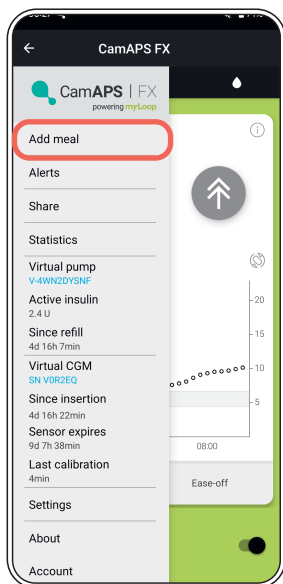 CamAPS FX
CamAPS | FX
powering myLoop
Add meal
Alerts
Share
Statistics
Virtual pump
V-4WN2DYSNF
Active insulin
2.4 U
Since refill
4d 16h 7min
Virtual CGM
SN V0R2EQ
Since insertion
4d 16h 22min
Sensor expires
9d 7h 38min
Last calibration
4min
Settings
About
Account
20
15
10
5
08:00
Ease-off